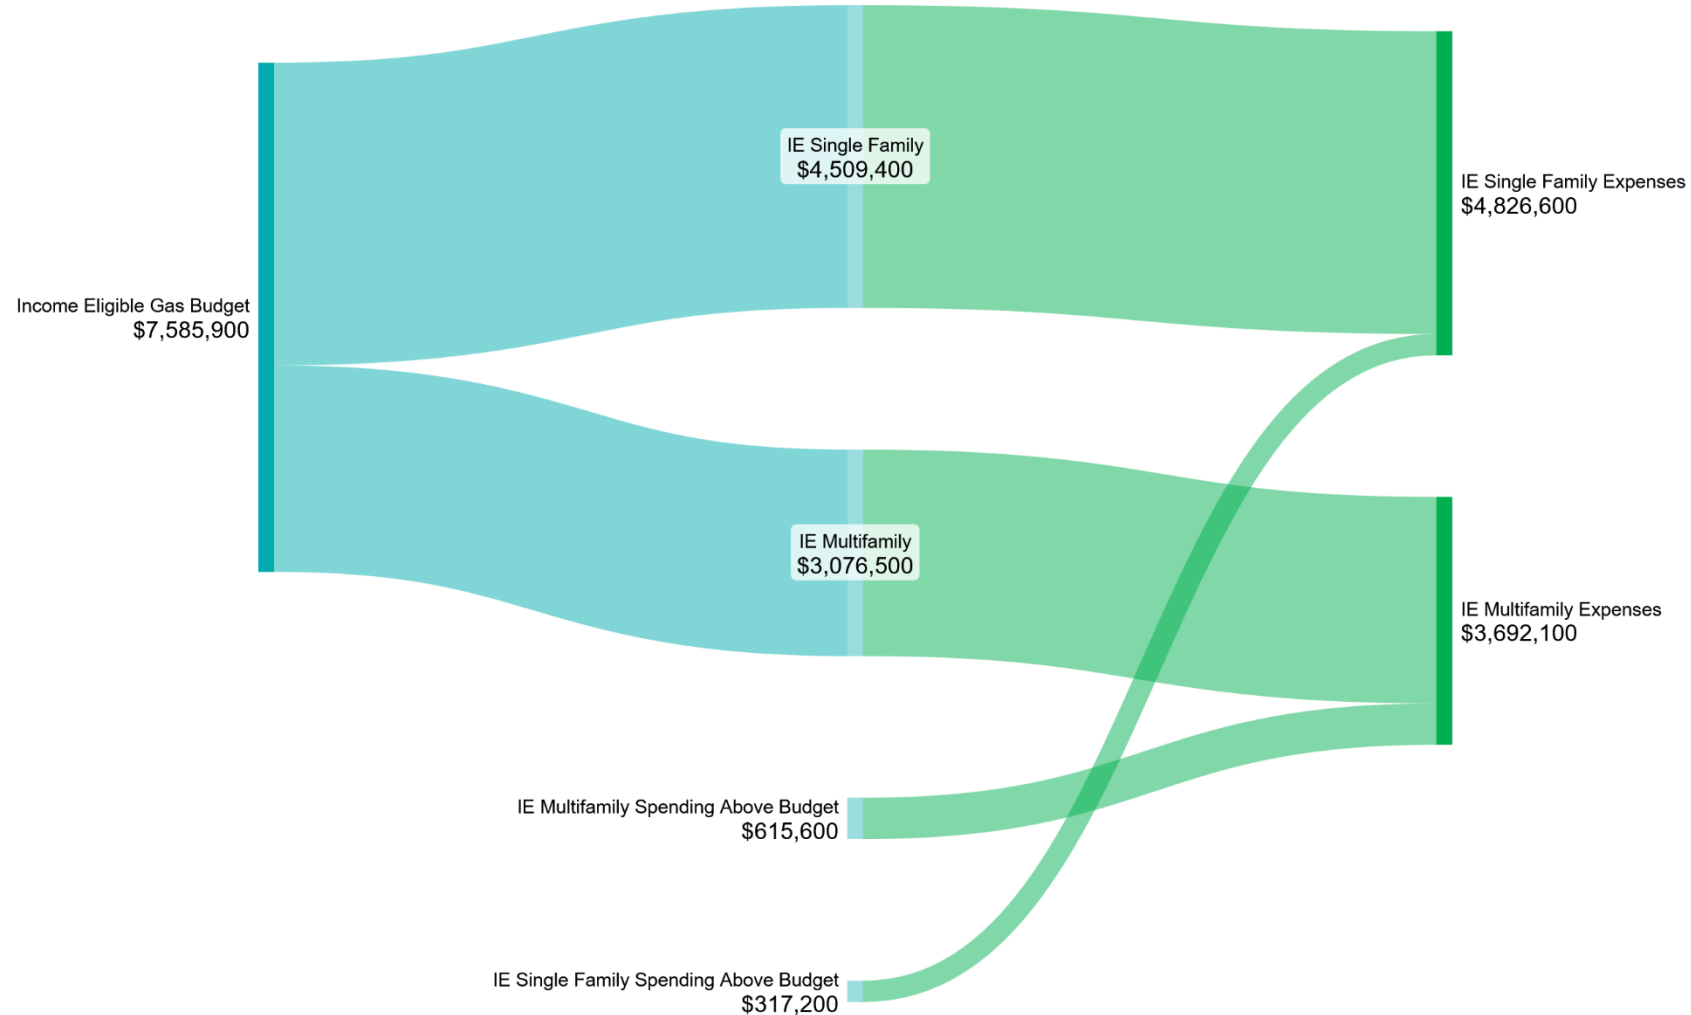 IE Single Family
$4,509,400
IE Single Family Expenses
$4,826,600
Income Eligible Gas Budget
$7,585,900
IE Multifamily
$3,076,500
IE Multifamily Expenses
$3,692,100
IE Multifamily Spending Above Budget
$615,600
IE Single Family Spending Above Budget
$317,200